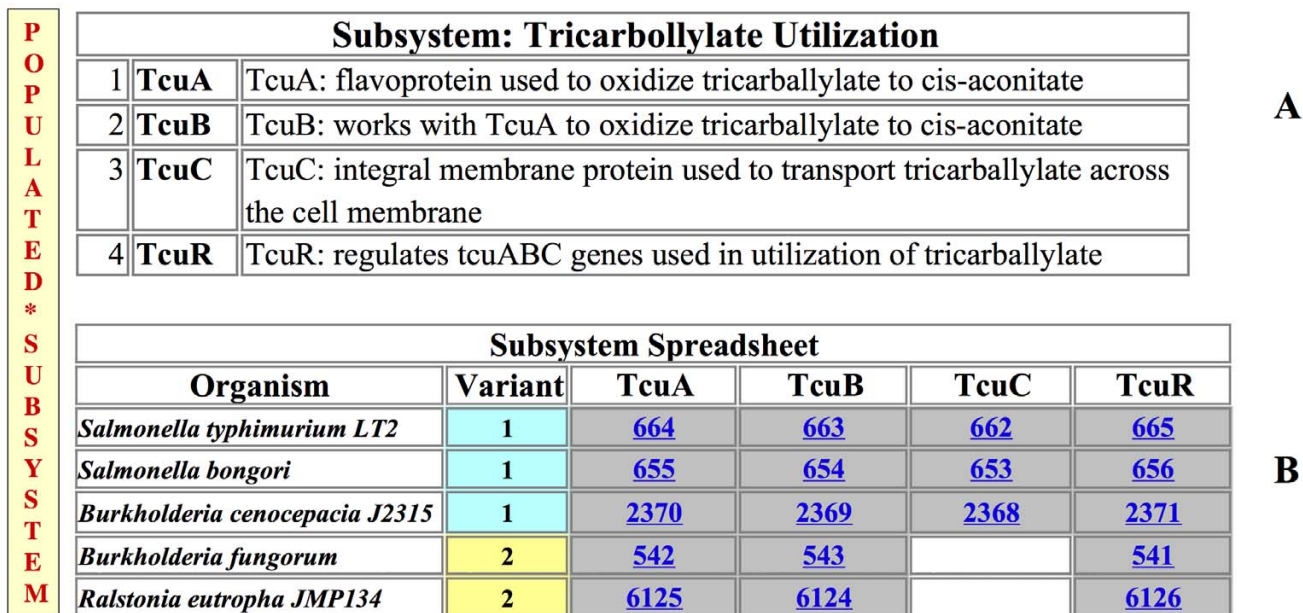 POPULATED*SUBSYSTEM
Subsystem: Tricarbollylate Utilization
1 TcuA TcuA: flavoprotein used to oxidize tricarballylate to cis-aconitate
2 TcuB TcuB: works with TcuA to oxidize tricarballylate to cis-aconitate
3 TcuC TcuC: integral membrane protein used to transport tricarballylate across
the cell membrane
4 TcuR TcuR: regulates tcuABC genes used in utilization of tricarballylate
A
Subsystem Spreadsheet
Organism Variant TcuA TcuB TcuC TcuR
Salmonella typhimurium LT2 1 664 663 662 665
Salmonella bongori 1 655 654 653 656
Burkholderia cenocepacia J2315 1 2370 2369 2368 2371
Burkholderia fungorum 2 542 543 541
Ralstonia eutropha JMP134 2 6125 6124 6126
B